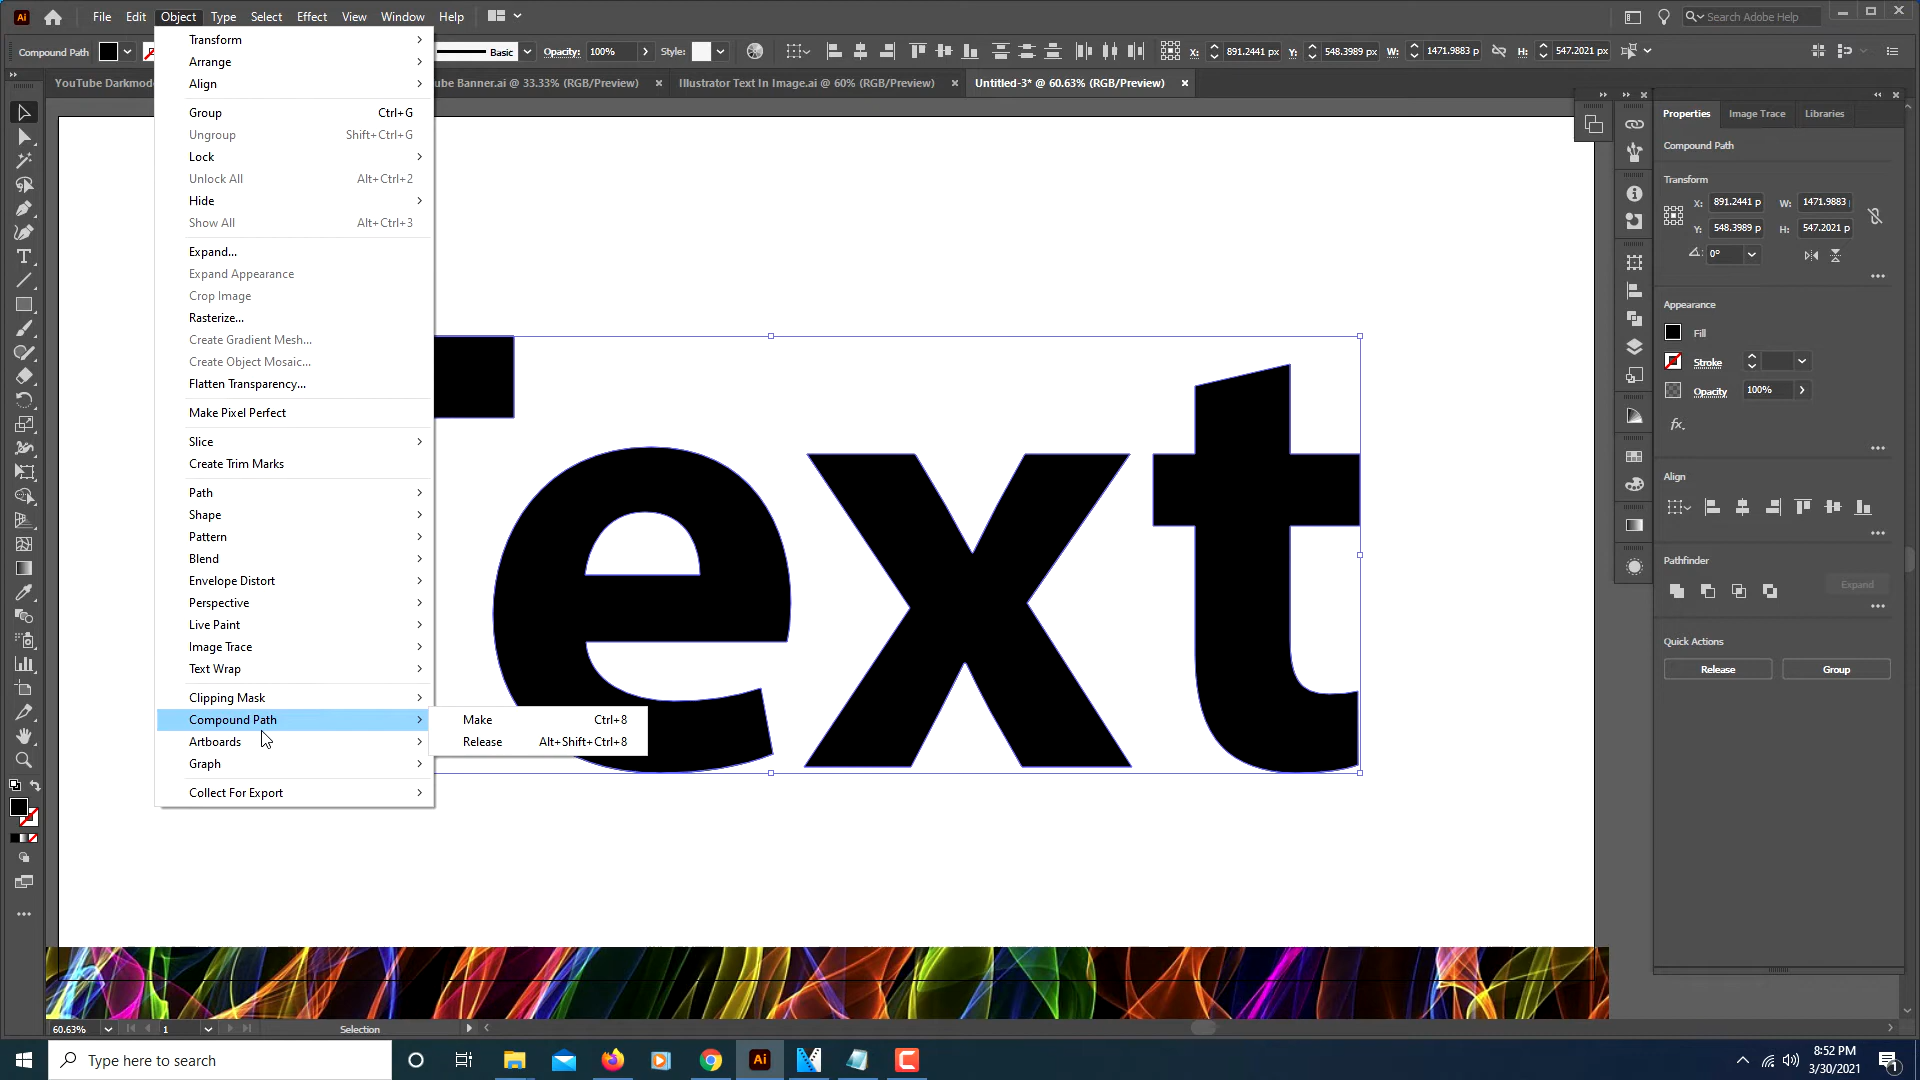 Ai File Edit Object Type Select Effect View Window Help Search Adobe Help
Compound Path Basic Opacity: 100% Style: X: 891.2441 px Y: 548.3989 px W: 1471.9883 p H: 547.2021 px
YouTube Darkmod ube Banner.ai @ 33.33% (RGB/Preview) Illustrator Text In Image.ai @ 60% (RGB/Preview) Untitled-3* @ 60.63% (RGB/Preview)
Transform
Arrange
Align
Group Ctrl+G
Ungroup Shift+Ctrl+G
Lock
Unlock All Alt+Ctrl+2
Hide
Show All Alt+Ctrl+3
Expand...
Expand Appearance
Crop Image
Rasterize...
Create Gradient Mesh...
Create Object Mosaic...
Flatten Transparency...
Make Pixel Perfect
Slice
Create Trim Marks
Path
Shape
Pattern
Blend
Envelope Distort
Perspective
Live Paint
Image Trace
Text Wrap
Clipping Mask
Compound Path
Artboards
Graph
Collect For Export
Make Ctrl+8
Release Alt+Shift+Ctrl+8
Text
Properties Image Trace Libraries
Compound Path
Transform
X: 891.2441 p W: 1471.9883
Y: 548.3989 p H: 547.2021 p
0°
Appearance
Fill
Stroke
Opacity 100%
fx.
Align
Pathfinder
Expand
Quick Actions
Release Group
60.63% 1 Selection
Type here to search
Ai
8:52 PM
3/30/2021
1